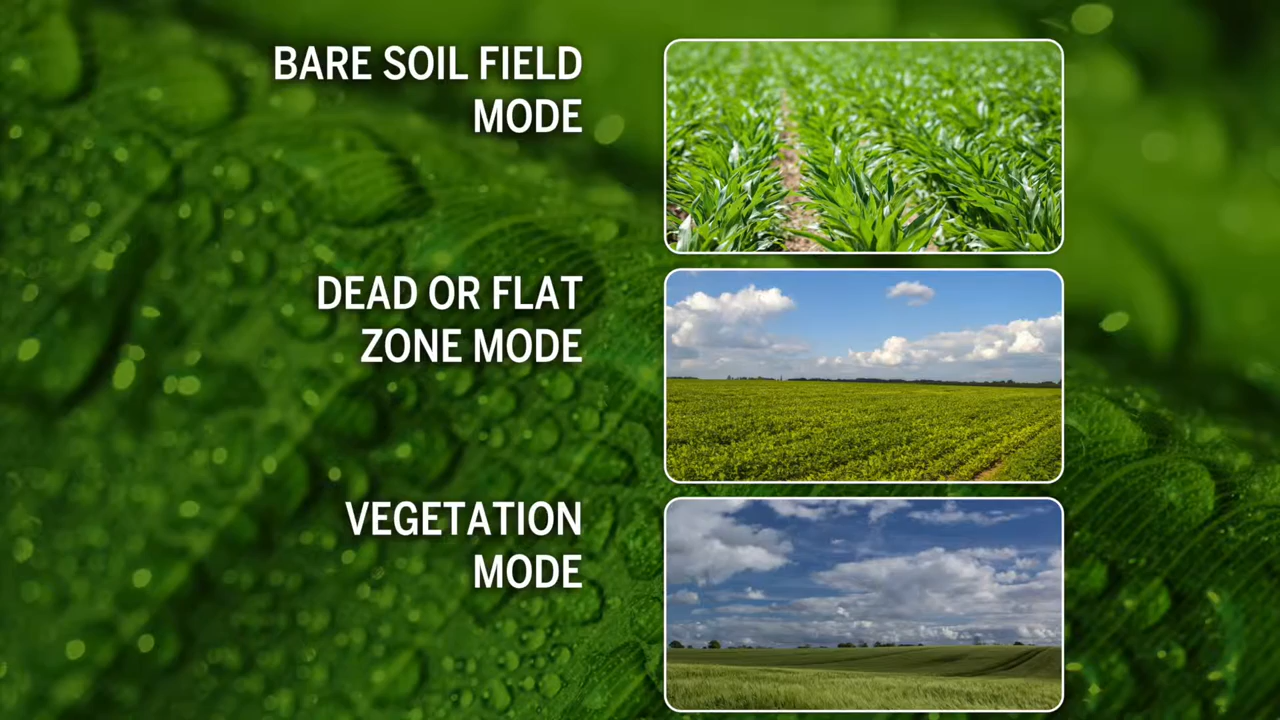 BARE SOIL FIELD
MODE
DEAD OR FLAT
ZONE MODE
VEGETATION
MODE